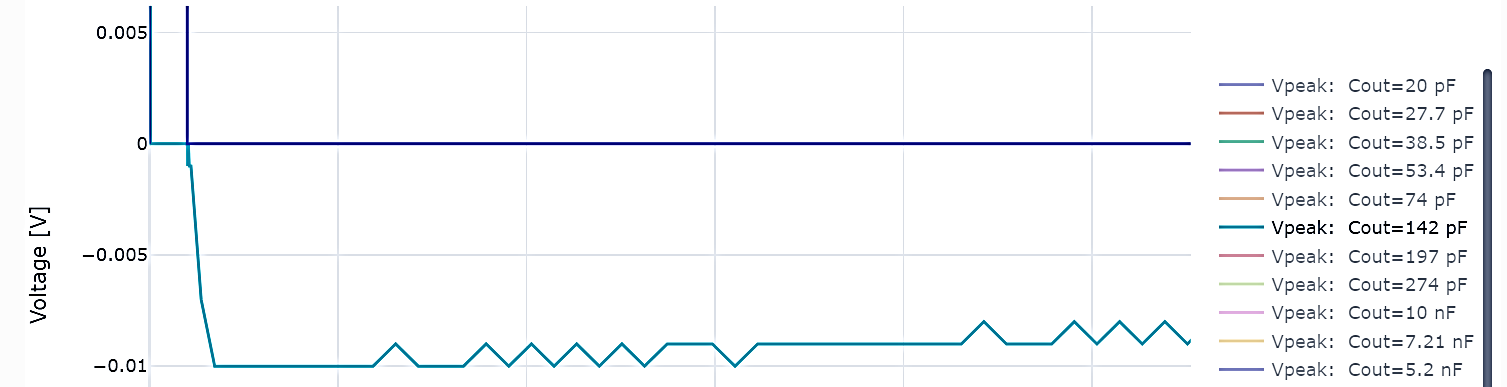 0.005
0
−0.005
−0.01
Voltage [V]
Vpeak: Cout=20 pF
Vpeak: Cout=27.7 pF
Vpeak: Cout=38.5 pF
Vpeak: Cout=53.4 pF
Vpeak: Cout=74 pF
Vpeak: Cout=142 pF
Vpeak: Cout=197 pF
Vpeak: Cout=274 pF
Vpeak: Cout=10 nF
Vpeak: Cout=7.21 nF
Vpeak: Cout=5.2 nF